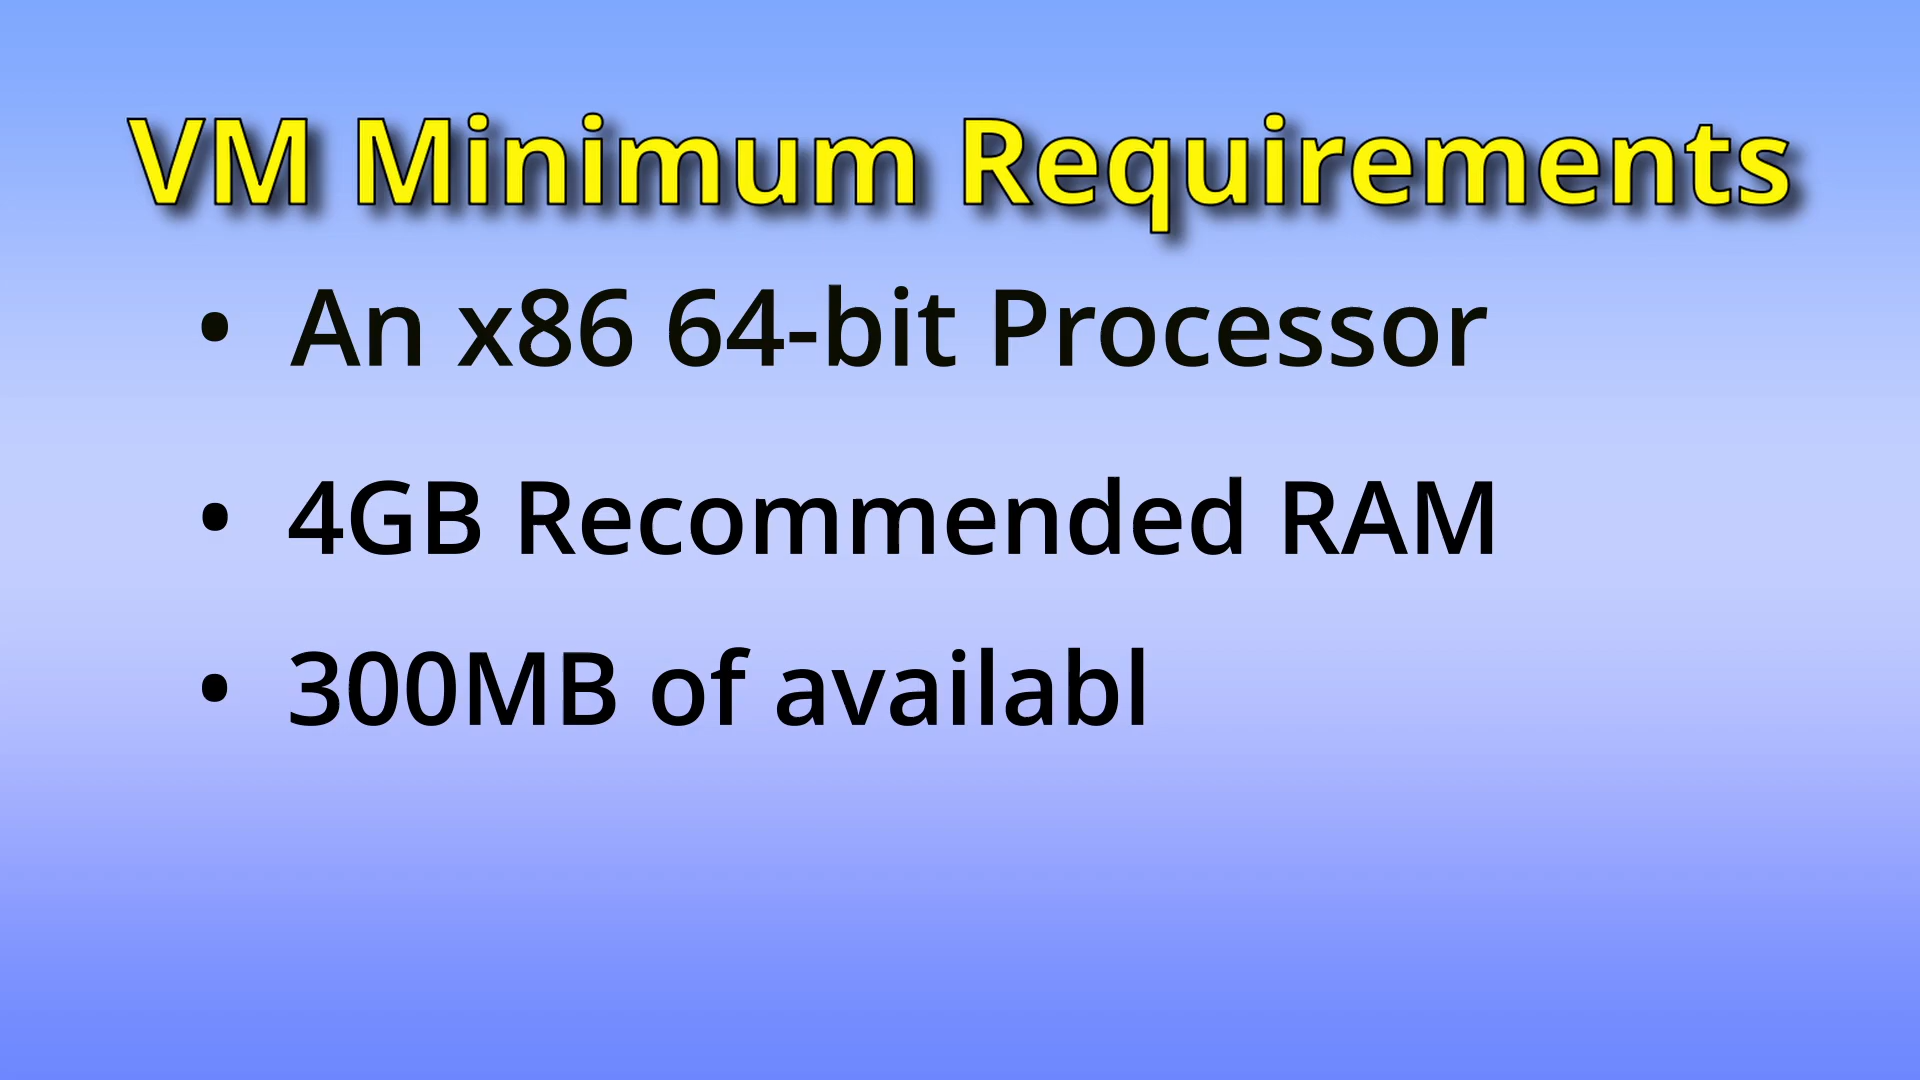 VM Minimum Requirements
• An x86 64-bit Processor
• 4GB Recommended RAM
• 300MB of availabl